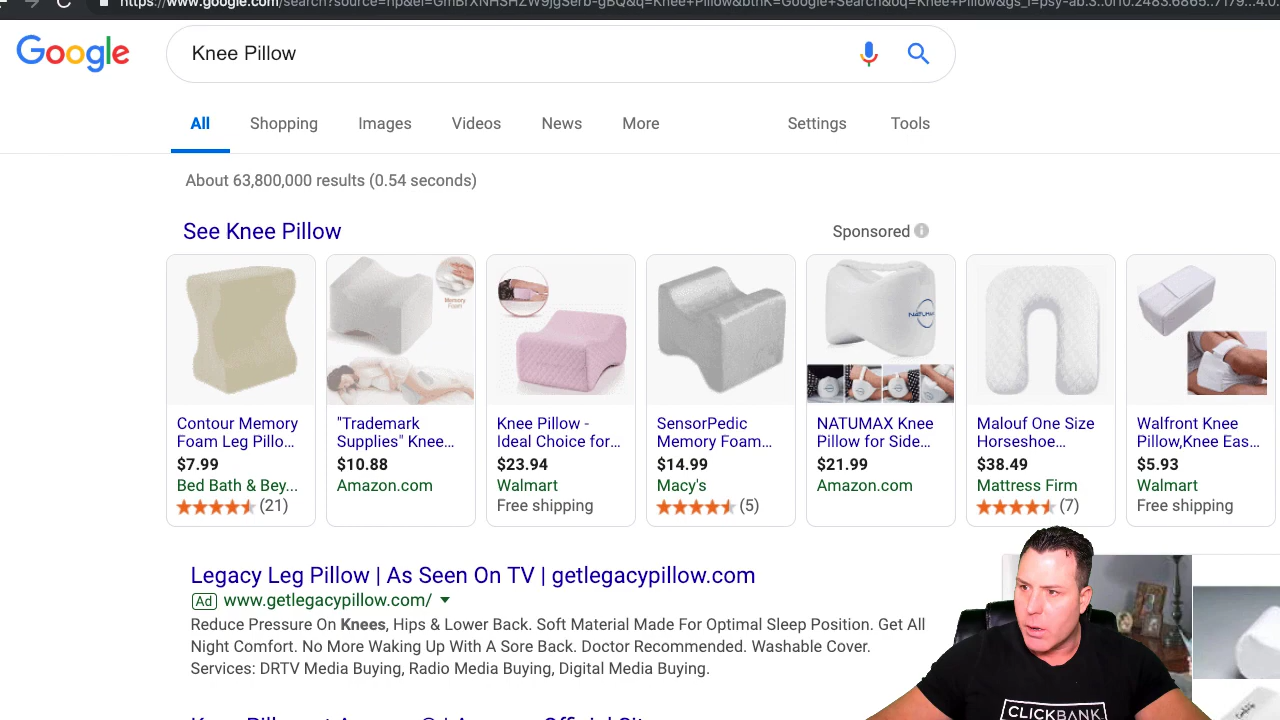 Google
Knee Pillow
All
Shopping
Images
Videos
News
More
Settings
Tools
About 63,800,000 results (0.54 seconds)
See Knee Pillow
Sponsored
Memory
Foam
NATUMAX
Contour Memory
Foam Leg Pillo...
$7.99
Bed Bath & Bey...
(21)
"Trademark
Supplies" Knee...
$10.88
Amazon.com
Knee Pillow -
Ideal Choice for...
$23.94
Walmart
Free shipping
SensorPedic
Memory Foam...
$14.99
Macy's
(5)
NATUMAX Knee
Pillow for Side...
$21.99
Amazon.com
Malouf One Size
Horseshoe...
$38.49
Mattress Firm
(7)
Walfront Knee
Pillow,Knee Eas...
$5.93
Walmart
Free shipping
Legacy Leg Pillow | As Seen On TV | getlegacypillow.com
Ad www.getlegacypillow.com/
Reduce Pressure On Knees, Hips & Lower Back. Soft Material Made For Optimal Sleep Position. Get All
Night Comfort. No More Waking Up With A Sore Back. Doctor Recommended. Washable Cover.
Services: DRTV Media Buying, Radio Media Buying, Digital Media Buying.
CLICKBANK